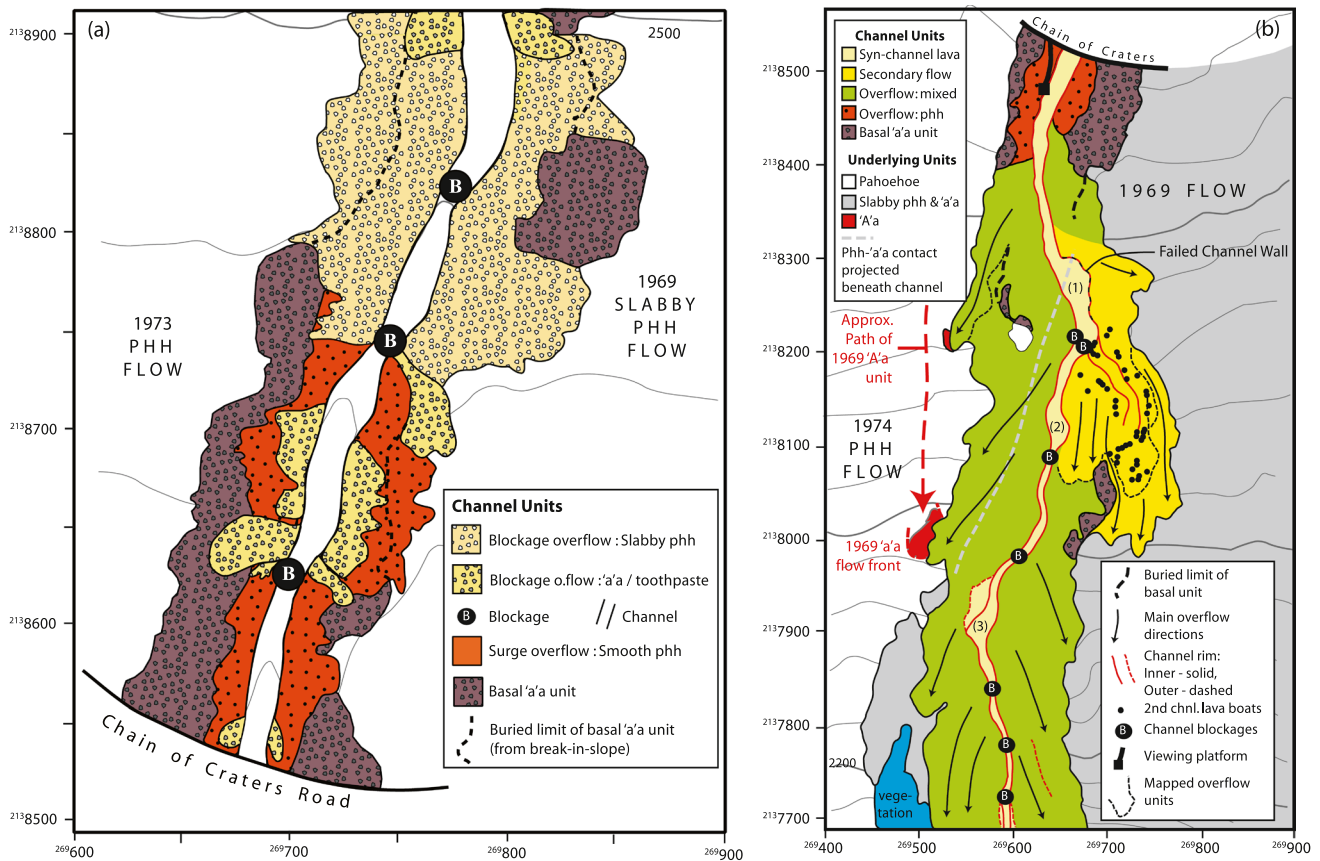 (a)
2138900
2138800
2138700
2138600
2138500
269600
269700
269800
269900
2500
1973
PHH
FLOW
1969
SLABBY
PHH
FLOW
B
B
B
Chain of Craters Road
Channel Units
Blockage overflow : Slabby phh
Blockage o.flow :‘a’a / toothpaste
B Blockage
Channel
Surge overflow : Smooth phh
Basal ‘a’a unit
Buried limit of basal ‘a’a unit
(from break-in-slope)
(b)
Chain of Craters
2138500
2138400
2138300
2138200
2138100
2138000
2137900
2137800
2137700
269400
269500
269600
269700
269800
269900
Channel Units
Syn-channel lava
Secondary flow
Overflow: mixed
Overflow: phh
Basal ‘a’a unit
Underlying Units
Pahoehoe
Slabby phh & ‘a’a
‘A’a
Phh-‘a’a contact
projected
beneath channel
1969 FLOW
Failed Channel Wall
(1)
Approx.
Path of
1969 ‘A’a
unit
B
B
1974
PHH
FLOW
(2)
B
1969 ‘a’a
flow front
B
(3)
B
B
B
2200
vege-
tation
Buried limit of
basal unit
Main overflow
directions
Channel rim:
Inner - solid,
Outer - dashed
2nd chnl. lava boats
B Channel blockages
Viewing platform
Mapped overflow
units